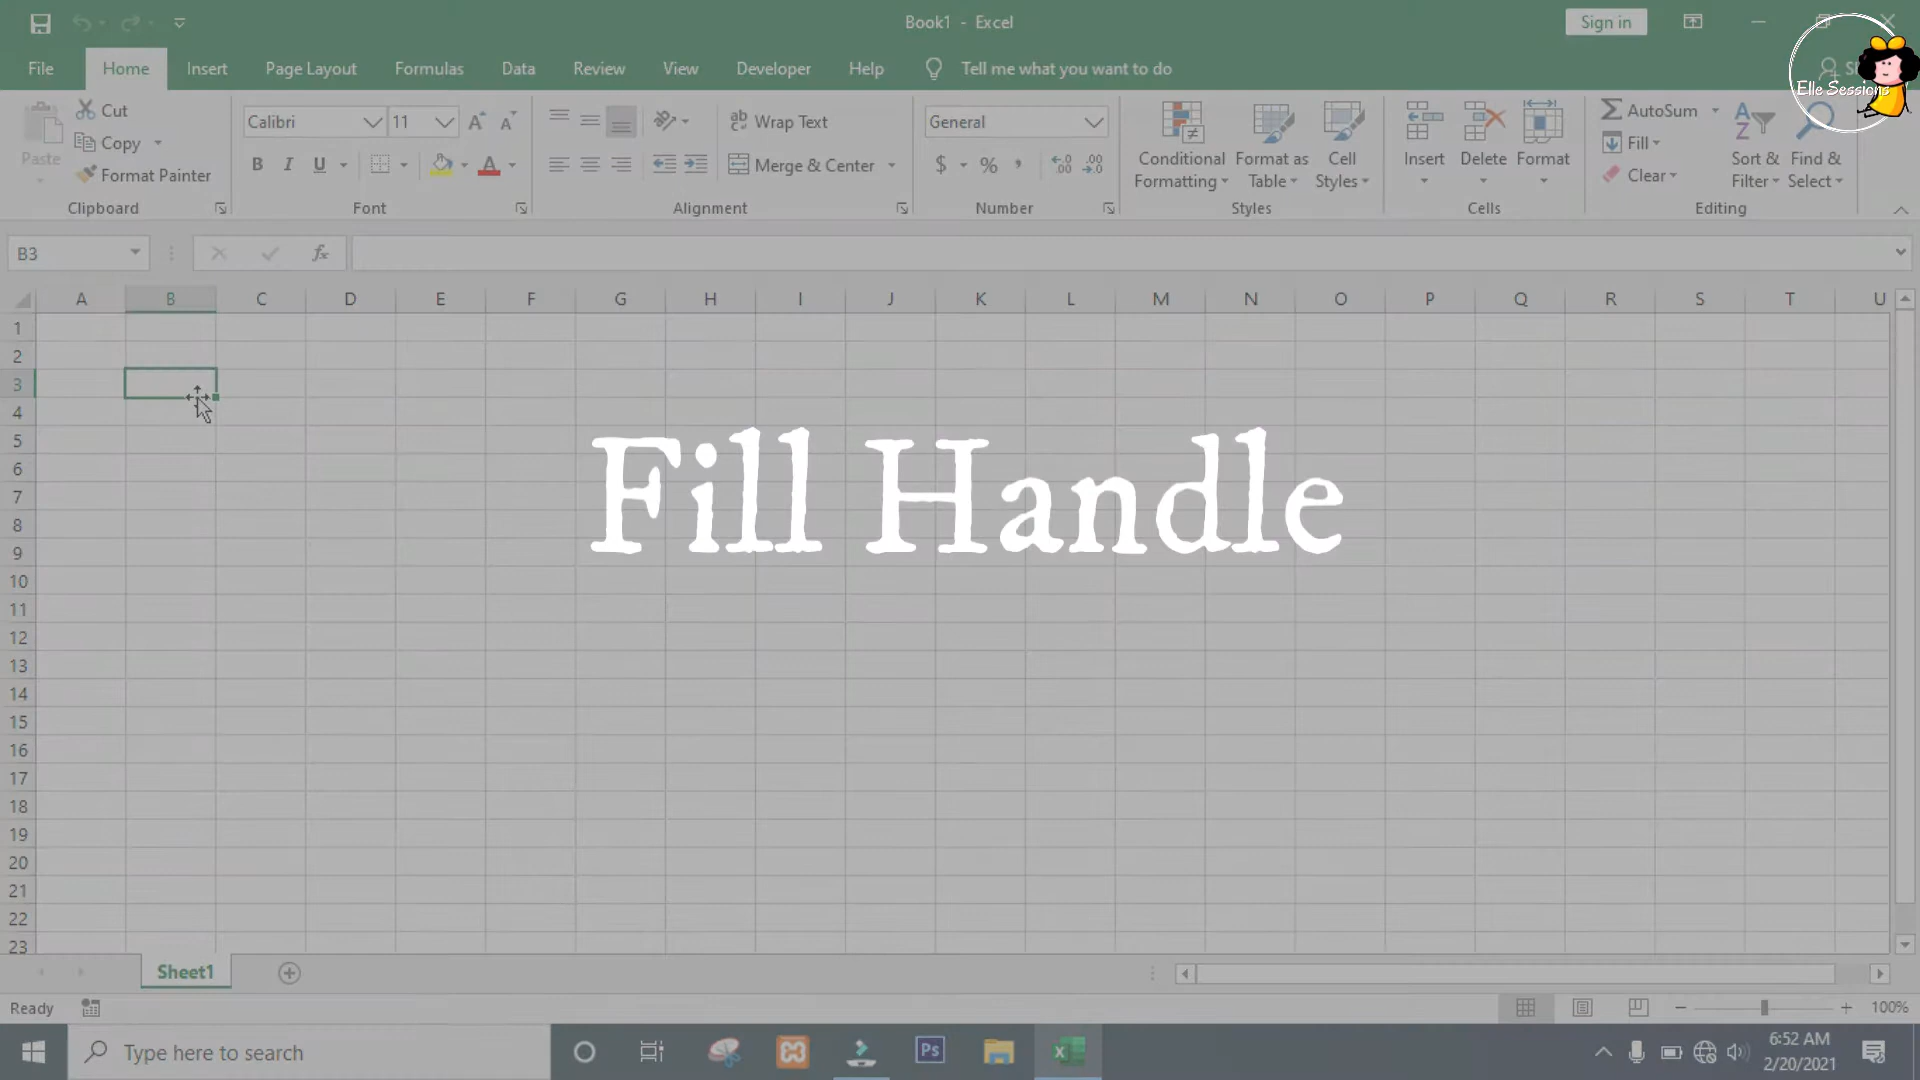 Book1 - Excel
Sign in
File Home Insert Page Layout Formulas Data Review View Developer Help Tell me what you want to do
Elle Sessions
Paste
Cut
Copy
Format Painter
Clipboard
Calibri 11
B I U A
Font
Wrap Text
Merge & Center
Alignment
General
$ % ,
Number
Conditional Formatting
Format as Table
Cell Styles
Styles
Insert Delete Format
Cells
AutoSum
Fill
Clear
Sort & Filter
Find & Select
Editing
B3 fx
A B C D E F G H I J K L M N O P Q R S T U
1
2
3
4
5
6
7
8
9
10
11
12
13
14
15
16
17
18
19
20
21
22
23
Fill Handle
Sheet1
Ready 100%
Type here to search
Ps
6:52 AM
2/20/2021